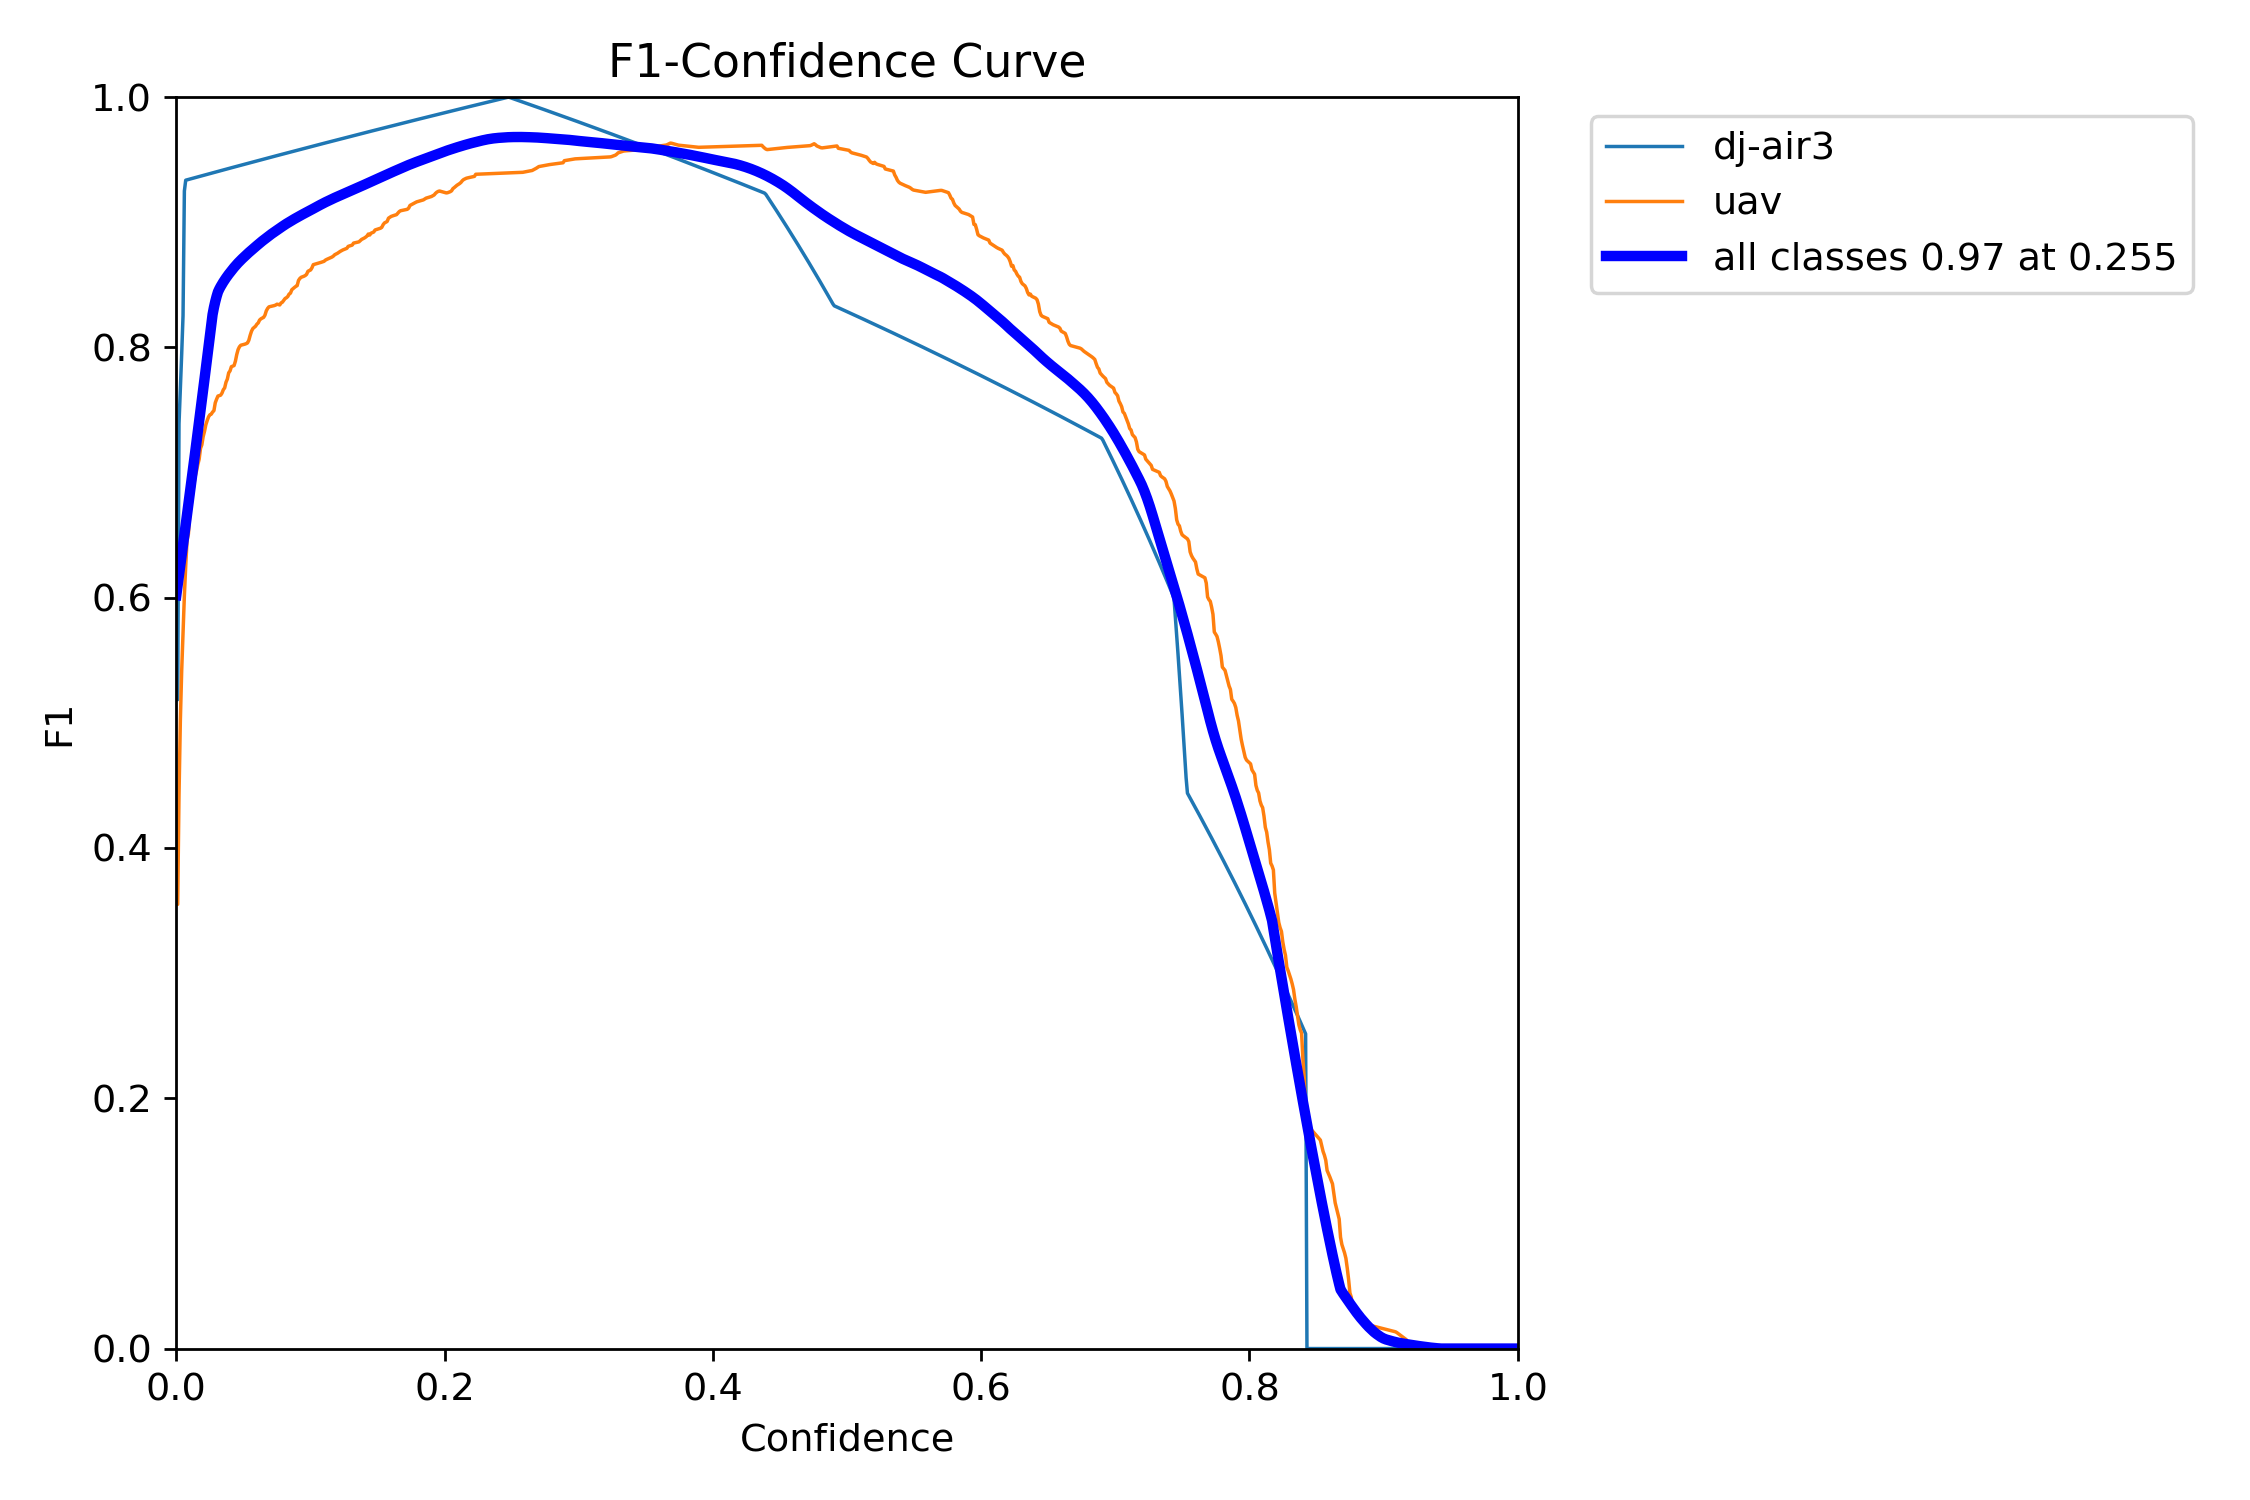 F1-Confidence Curve
1.0
0.8
0.6
0.4
0.2
0.0
F1
0.0 0.2 0.4 0.6 0.8 1.0
Confidence
dj-air3
uav
all classes 0.97 at 0.255